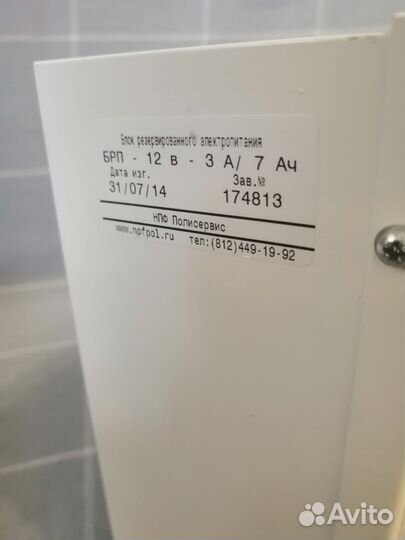 Блок резервированного электропитания
БРП - 12 в - 3 А/ 7 Ач
Дата изг. Зав.№
31/07/14 174813
НПФ Полисервис
www.npfpol.ru тел:(812)449-19-92
Avito